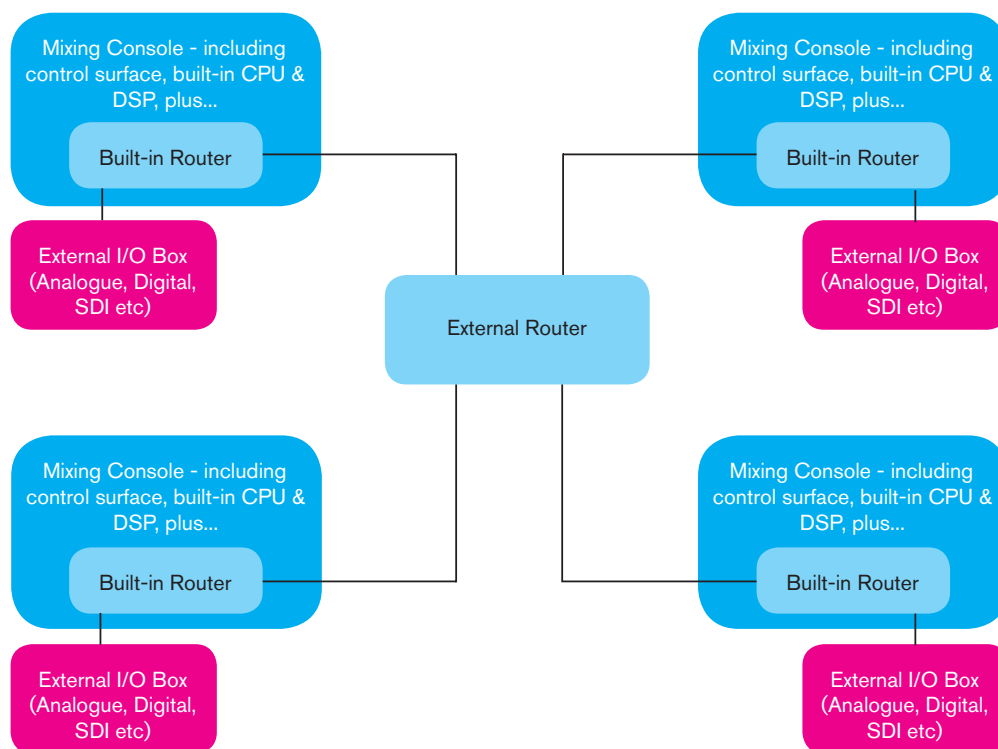 Mixing Console - including
control surface, built-in CPU &
DSP, plus...
Built-in Router
External I/O Box
(Analogue, Digital,
SDI etc)
Mixing Console - including
control surface, built-in CPU &
DSP, plus...
Built-in Router
External I/O Box
(Analogue, Digital,
SDI etc)
External Router
Mixing Console - including
control surface, built-in CPU &
DSP, plus...
Built-in Router
External I/O Box
(Analogue, Digital,
SDI etc)
Mixing Console - including
control surface, built-in CPU &
DSP, plus...
Built-in Router
External I/O Box
(Analogue, Digital,
SDI etc)